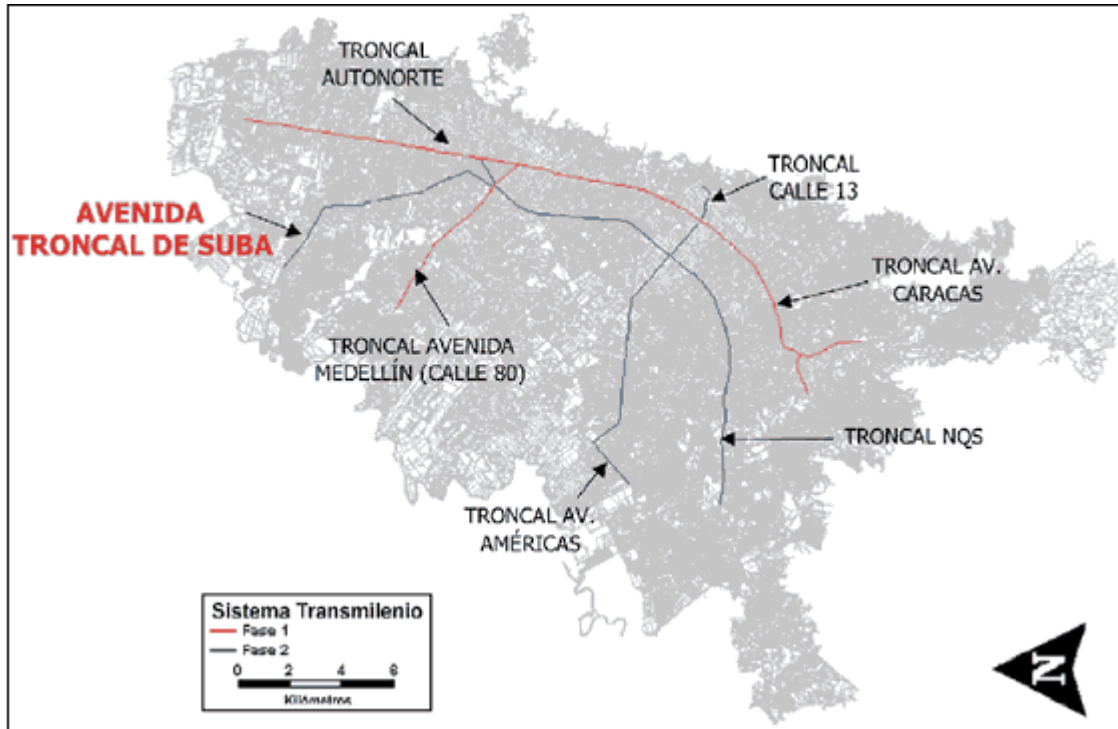 TRONCAL
AUTONORTE
TRONCAL
CALLE 13
AVENIDA
TRONCAL DE SUBA
TRONCAL AV.
CARACAS
TRONCAL AVENIDA
MEDELLÍN (CALLE 80)
TRONCAL NQS
TRONCAL AV.
AMÉRICAS
Sistema Transmilenio
Fase 1
Fase 2
0 2 4 6
Kilómetros
N